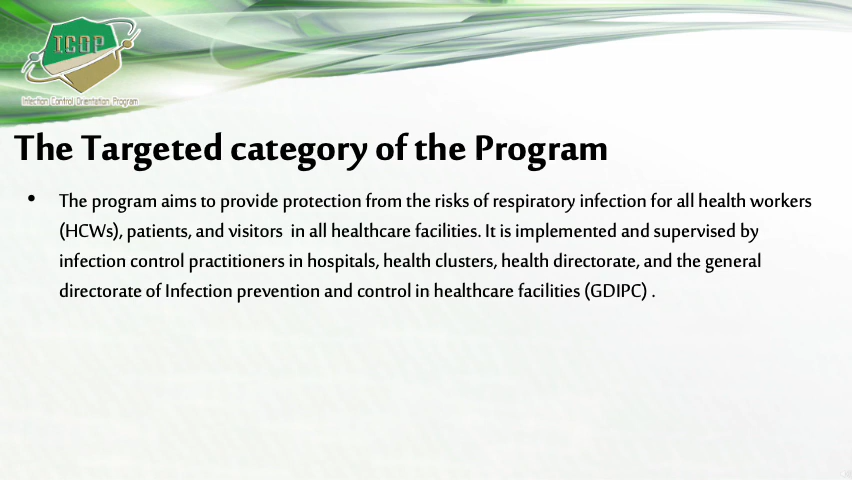 ICOP
Infection Control Orientation Program
The Targeted category of the Program
• The program aims to provide protection from the risks of respiratory infection for all health workers
(HCWs), patients, and visitors in all healthcare facilities. It is implemented and supervised by
infection control practitioners in hospitals, health clusters, health directorate, and the general
directorate of Infection prevention and control in healthcare facilities (GDIPC) .